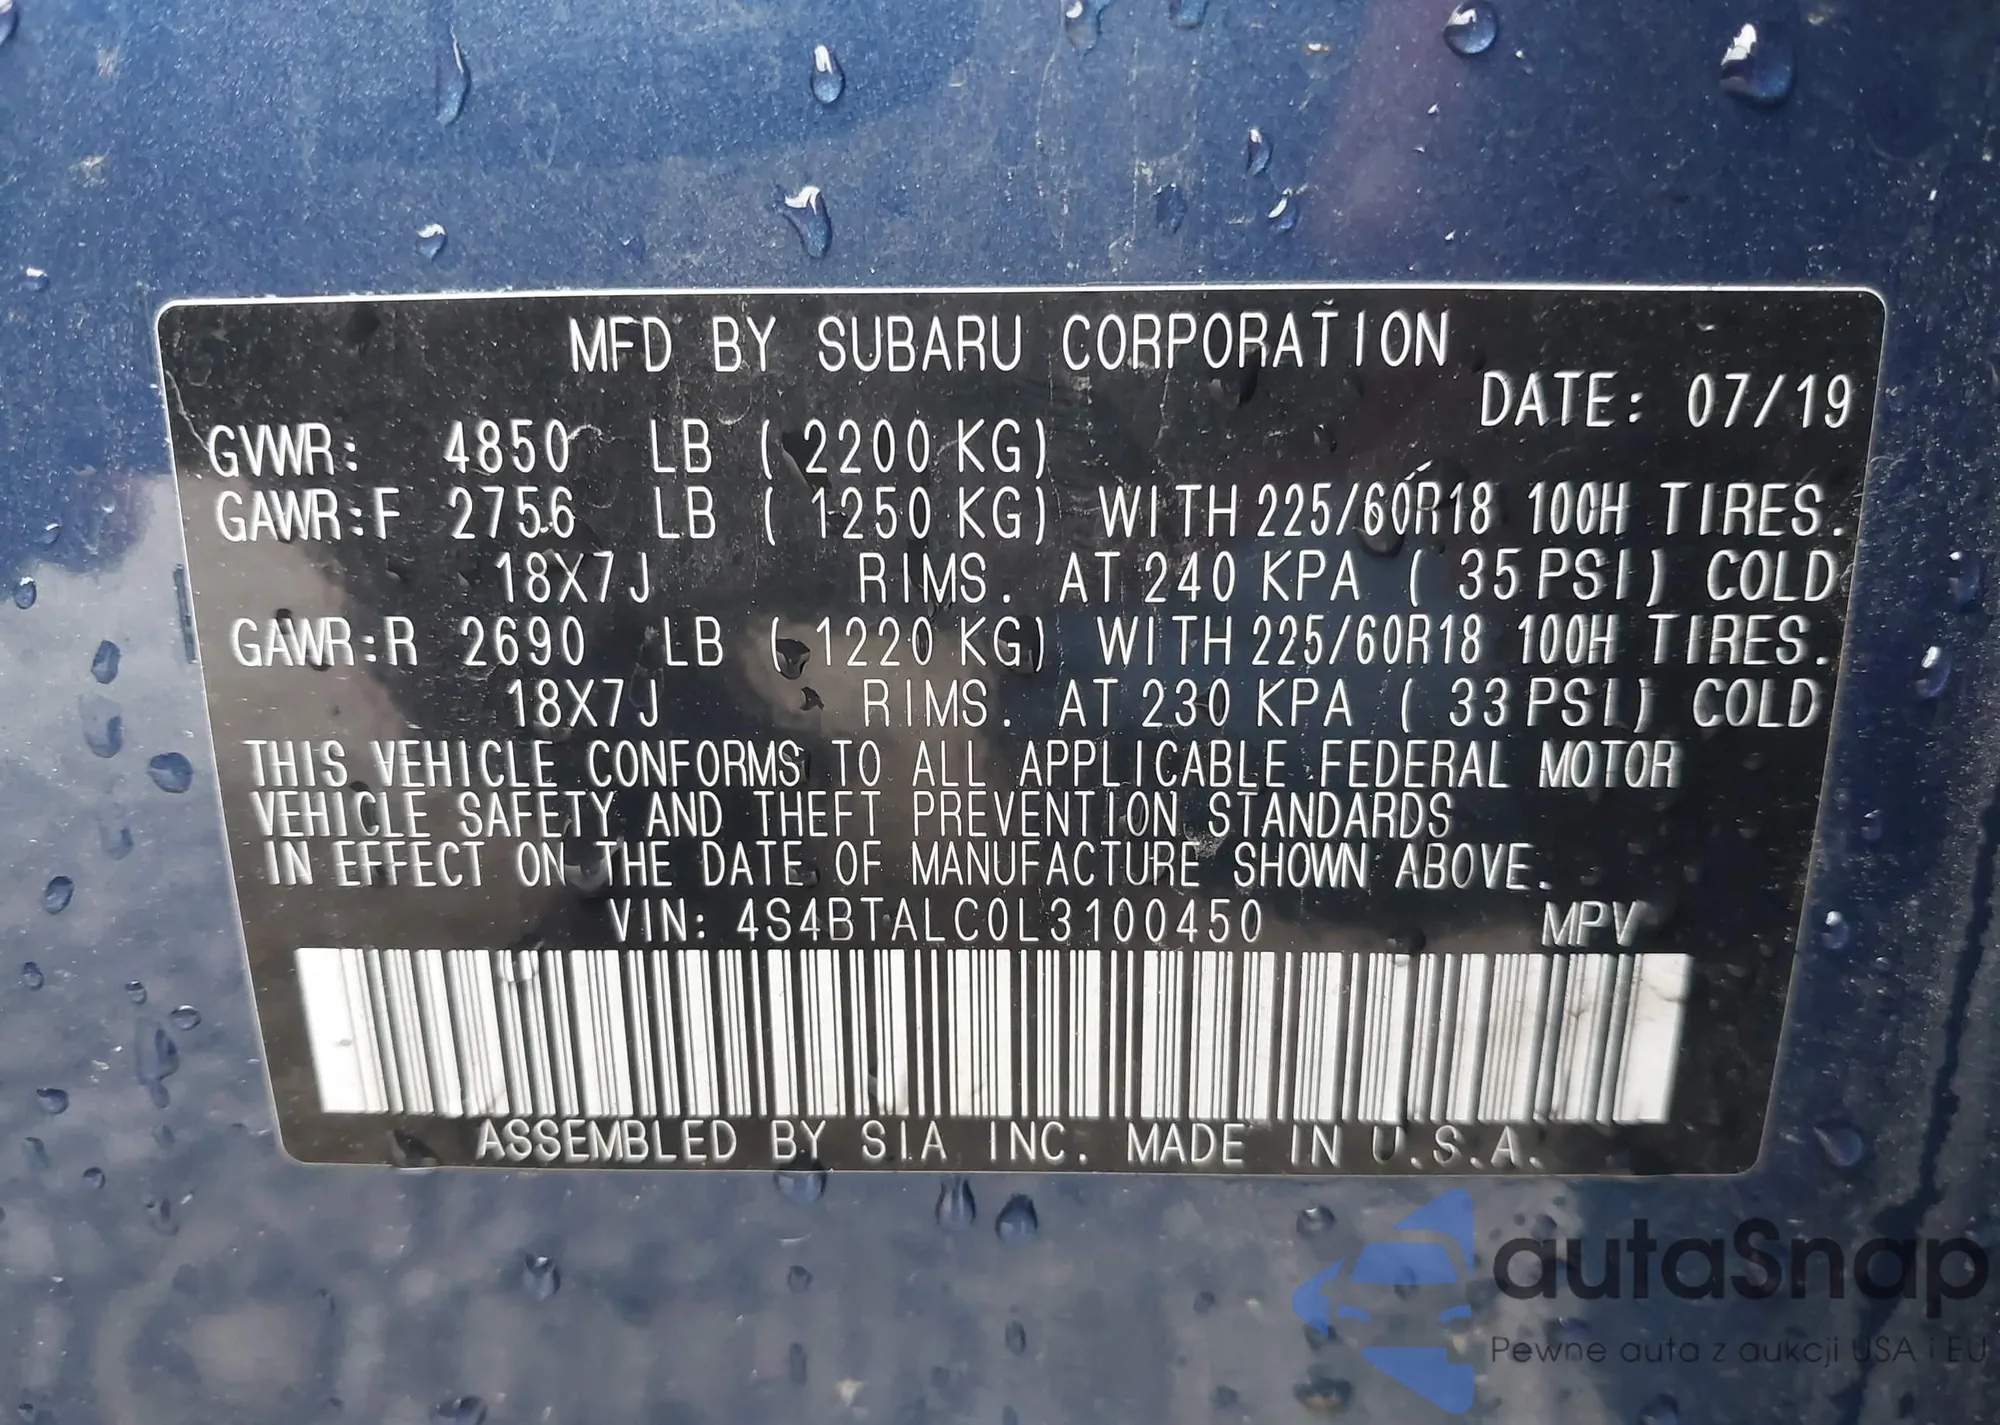 MFD BY SUBARU CORPORATION
DATE: 07/19
GVWR: 4850 LB ( 2200 KG)
GAWR:F 2756 LB ( 1250 KG) WITH 225/60R18 100H TIRES.
18X7J RIMS. AT 240 KPA ( 35 PSI) COLD
GAWR:R 2690 LB ( 1220 KG) WITH 225/60R18 100H TIRES.
18X7J RIMS. AT 230 KPA ( 33 PSI) COLD
THIS VEHICLE CONFORMS TO ALL APPLICABLE FEDERAL MOTOR
VEHICLE SAFETY AND THEFT PREVENTION STANDARDS
IN EFFECT ON THE DATE OF MANUFACTURE SHOWN ABOVE.
VIN: 4S4BTALC0L3100450 MPV
ASSEMBLED BY SIA INC. MADE IN U.S.A.
autaSnap
Pewne auta z aukcji USA i EU